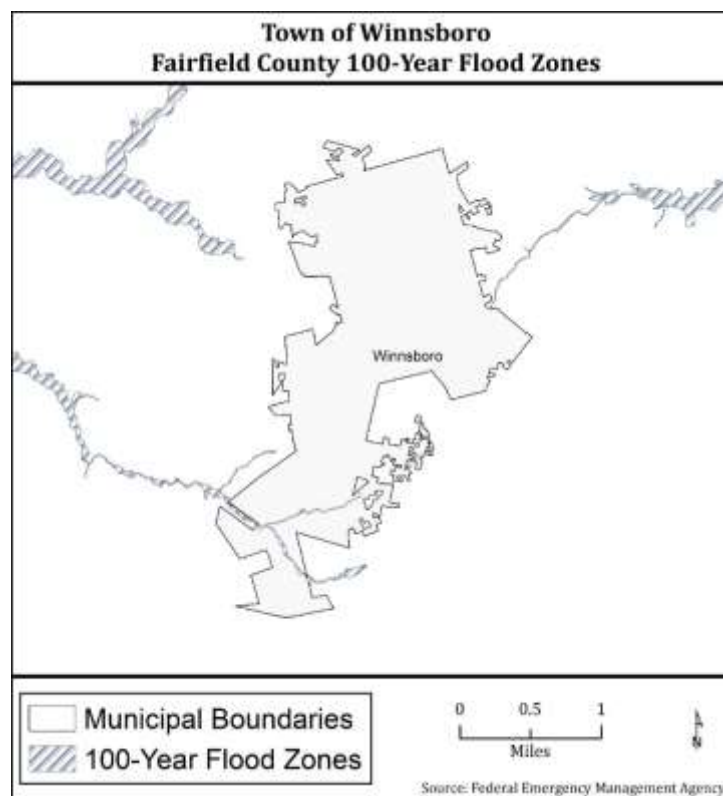 Town of Winnsboro
Fairfield County 100-Year Flood Zones
Winnsboro
Municipal Boundaries
100-Year Flood Zones
0 0.5 1
Miles
N
Source: Federal Emergency Management Agency